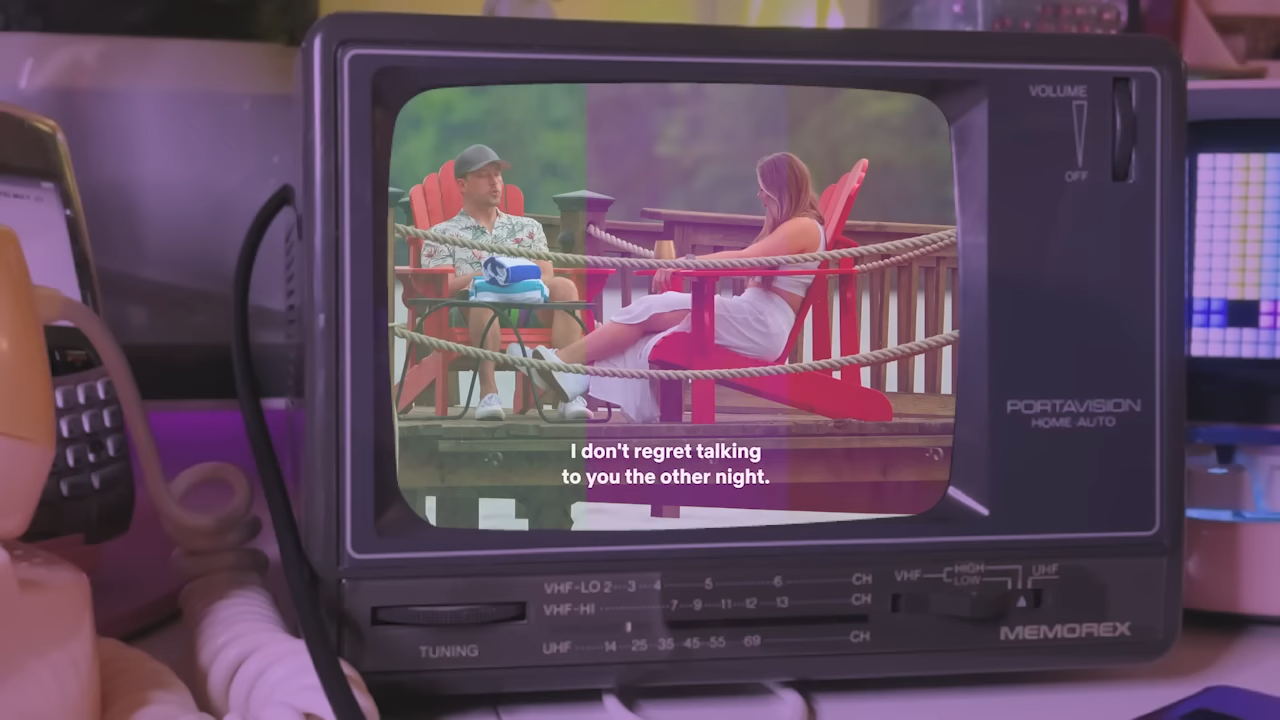 VOLUME
OFF
I don't regret talking
to you the other night.
PORTAVISION
HOME·AUTO
VHF-LO 2 3 4 5 6 CH
VHF-HI 7 9 11 12 13 CH
UHF 14 25 35 45 55 69 CH
TUNING
VHF HIGH LOW UHF
MEMOREX